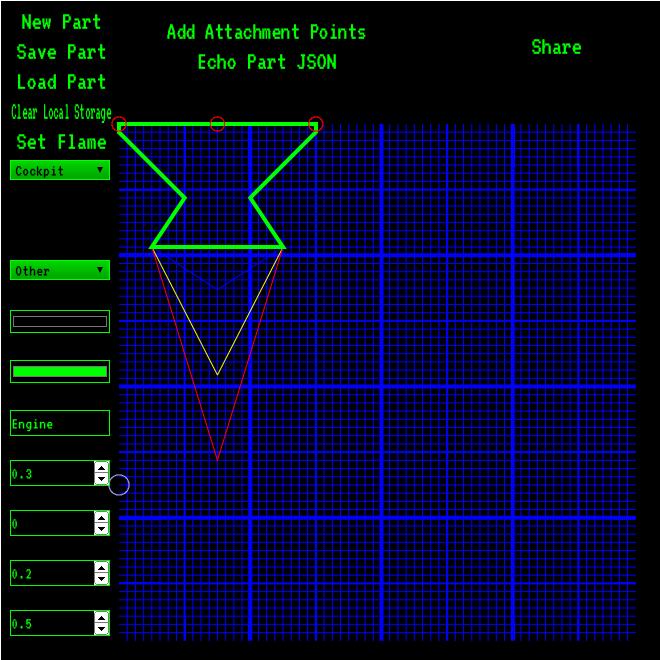 New Part
Save Part
Load Part
Clear Local Storage
Set Flame
Add Attachment Points
Echo Part JSON
Share
Cockpit
Other
Engine
0.3
0
0.2
0.5